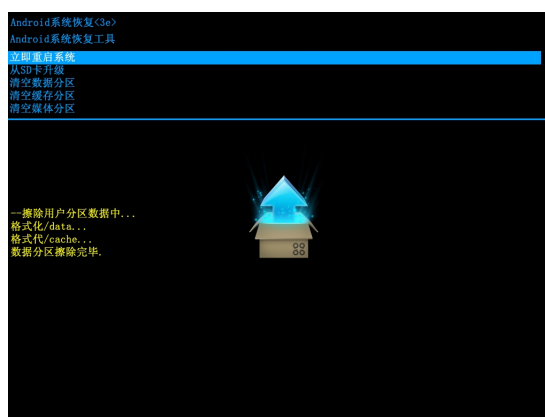 Android系统恢复<3e>
Android系统恢复工具
立即重启系统
从SD卡升级
清空数据分区
清空缓存分区
清空媒体分区
--擦除用户分区数据中...
格式化/data...
格式代/cache...
数据分区擦除完毕.